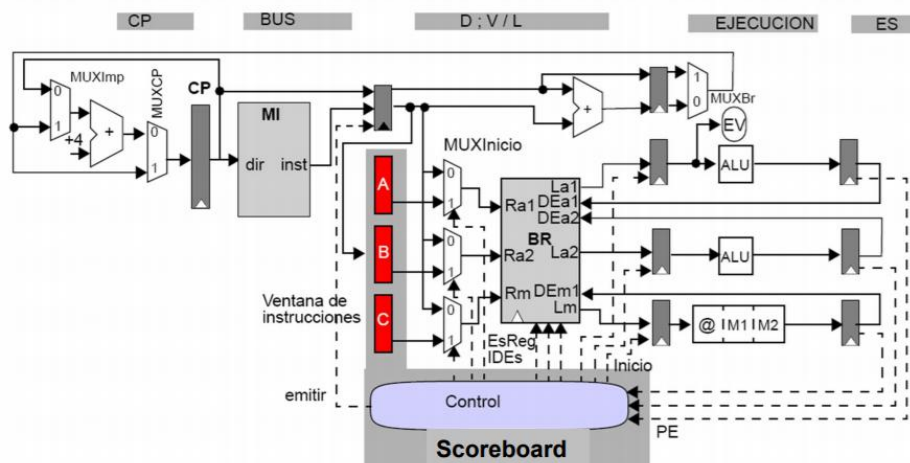 CP BUS D ; V / L EJECUCION ES
MUXImp
0
1
+4
+
MUXCP
0
1
CP
MI
dir inst
+
1
0
MUXBr
EV
MUXInicio
0
1
A
0
1
B
0
1
C
Ra1
Ra2
Rm
BR
La1
DEa1
DEa2
La2
DEm1
Lm
ALU
ALU
@ M1 M2
Ventana de
instrucciones
EsReg
IDEs
Inicio
emitir
Control
PE
Scoreboard